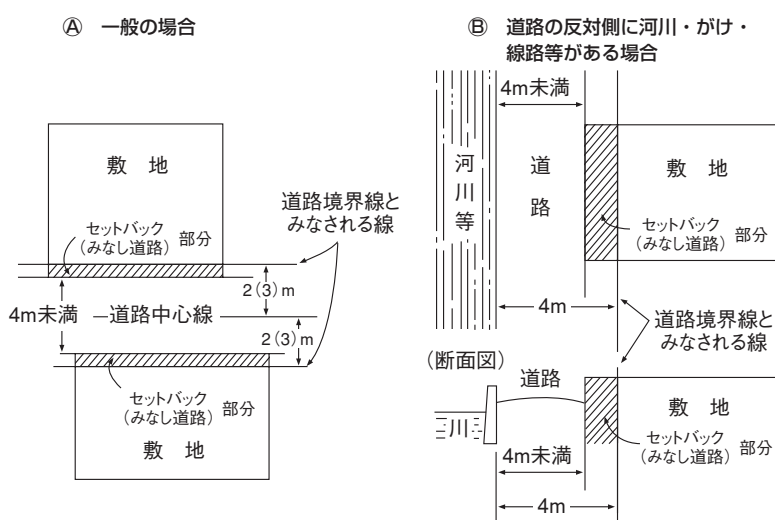 Ⓐ 一般の場合
敷 地
セットバック
(みなし道路)部分
道路境界線と
みなされる線
2(3)m
4m未満
道路中心線
2(3)m
セットバック
(みなし道路)部分
敷 地
Ⓑ 道路の反対側に河川・がけ・
線路等がある場合
4m未満
河川等
道路
敷 地
セットバック
(みなし道路)部分
4m
道路境界線と
みなされる線
(断面図)
道路
川
敷 地
セットバック
(みなし道路)部分
4m未満
4m